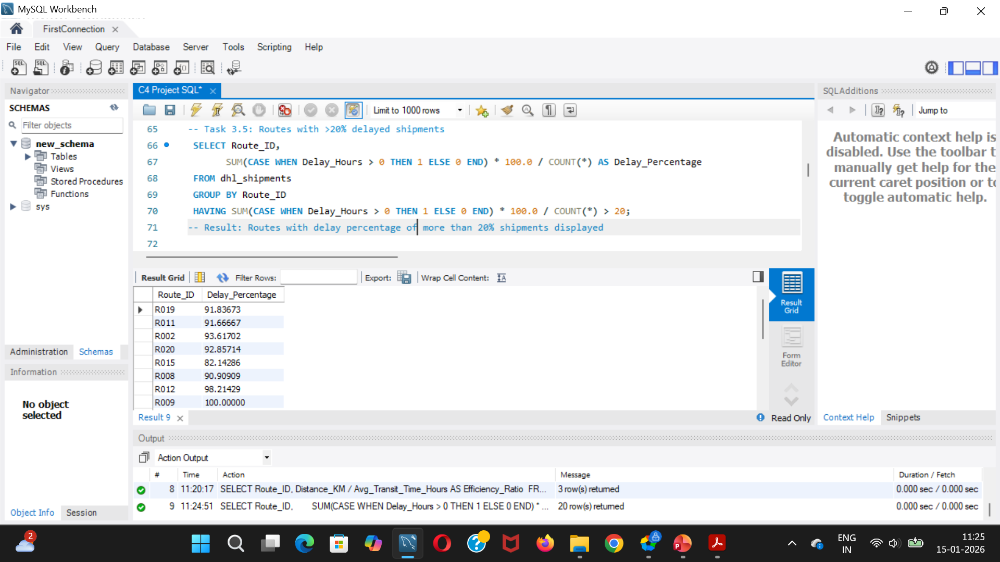 MySQL Workbench
FirstConnection
File Edit View Query Database Server Tools Scripting Help
Navigator
SCHEMAS
Filter objects
new_schema
Tables
Views
Stored Procedures
Functions
sys
Administration Schemas
Information
No object
selected
Object Info Session
C4 Project SQL*
Limit to 1000 rows
65 -- Task 3.5: Routes with >20% delayed shipments
66 SELECT Route_ID,
67 SUM(CASE WHEN Delay_Hours > 0 THEN 1 ELSE 0 END) * 100.0 / COUNT(*) AS Delay_Percentage
68 FROM dhl_shipments
69 GROUP BY Route_ID
70 HAVING SUM(CASE WHEN Delay_Hours > 0 THEN 1 ELSE 0 END) * 100.0 / COUNT(*) > 20;
71 -- Result: Routes with delay percentage of more than 20% shipments displayed
72
Result Grid Filter Rows: Export: Wrap Cell Content:
Route_ID Delay_Percentage
R019 91.83673
R011 91.66667
R002 93.61702
R020 92.85714
R015 82.14286
R008 90.90909
R012 98.21429
R009 100.00000
Result
Grid
Form
Editor
Result 9
Read Only
SQLAdditions
Jump to
Automatic context help is
disabled. Use the toolbar t
manually get help for the
current caret position or to
toggle automatic help.
Context Help Snippets
Output
Action Output
# Time Action Message Duration / Fetch
8 11:20:17 SELECT Route_ID, Distance_KM / Avg_Transit_Time_Hours AS Efficiency_Ratio FR... 3 row(s) returned 0.000 sec / 0.000 sec
9 11:24:51 SELECT Route_ID, SUM(CASE WHEN Delay_Hours > 0 THEN 1 ELSE 0 END) * ... 20 row(s) returned 0.000 sec / 0.000 sec
2
ENG
IN
11:25
15-01-2026